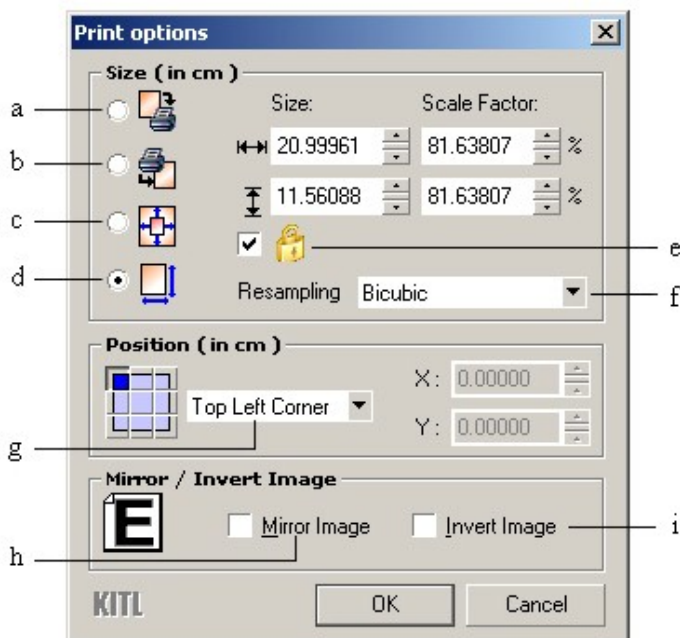 Print options
Size ( in cm )
a
Size:
Scale Factor:
20.99961
81.63807
%
b
11.56088
81.63807
%
c
e
d
Resampling
Bicubic
f
Position ( in cm )
Top Left Corner
X :
0.00000
Y :
0.00000
g
Mirror / Invert Image
E
Mirror Image
Invert Image
i
h
KITL
OK
Cancel